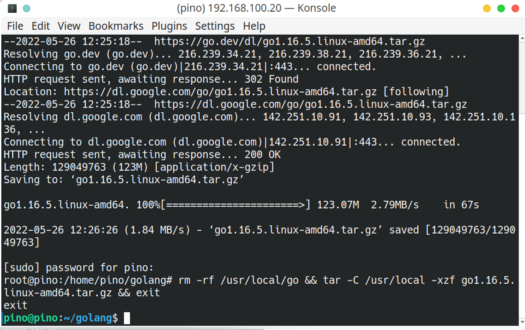 (pino) 192.168.100.20 — Konsole
File Edit View Bookmarks Plugins Settings Help
--2022-05-26 12:25:18--  https://go.dev/dl/go1.16.5.linux-amd64.tar.gz
Resolving go.dev (go.dev)... 216.239.34.21, 216.239.38.21, 216.239.36.21, ...
Connecting to go.dev (go.dev)|216.239.34.21|:443... connected.
HTTP request sent, awaiting response... 302 Found
Location: https://dl.google.com/go/go1.16.5.linux-amd64.tar.gz [following]
--2022-05-26 12:25:18--  https://dl.google.com/go/go1.16.5.linux-amd64.tar.gz
Resolving dl.google.com (dl.google.com)... 142.251.10.91, 142.251.10.93, 142.251.10.1
36, ...
Connecting to dl.google.com (dl.google.com)|142.251.10.91|:443... connected.
HTTP request sent, awaiting response... 200 OK
Length: 129049763 (123M) [application/x-gzip]
Saving to: ‘go1.16.5.linux-amd64.tar.gz’
go1.16.5.linux-amd64. 100%[=======================>] 123.07M  2.79MB/s    in 67s
2022-05-26 12:26:26 (1.84 MB/s) - ‘go1.16.5.linux-amd64.tar.gz’ saved [129049763/1290
49763]
[sudo] password for pino:
root@pino:/home/pino/golang# rm -rf /usr/local/go && tar -C /usr/local -xzf go1.16.5.
linux-amd64.tar.gz && exit
exit
pino@pino:~/golang$